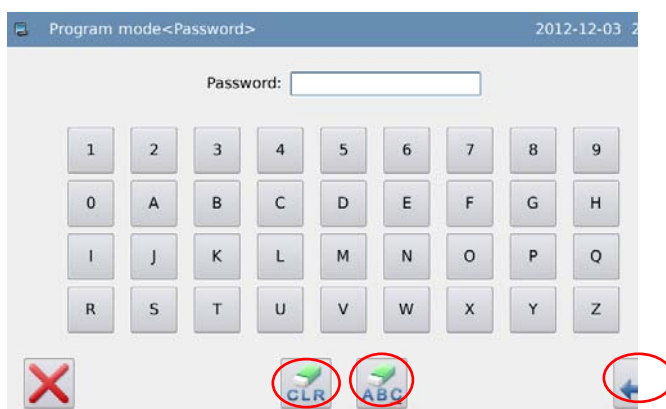 Program mode<Password> 2012-12-03 2
Password:
1 2 3 4 5 6 7 8 9
0 A B C D E F G H
I J K L M N O P Q
R S T U V W X Y Z
CLR ABC